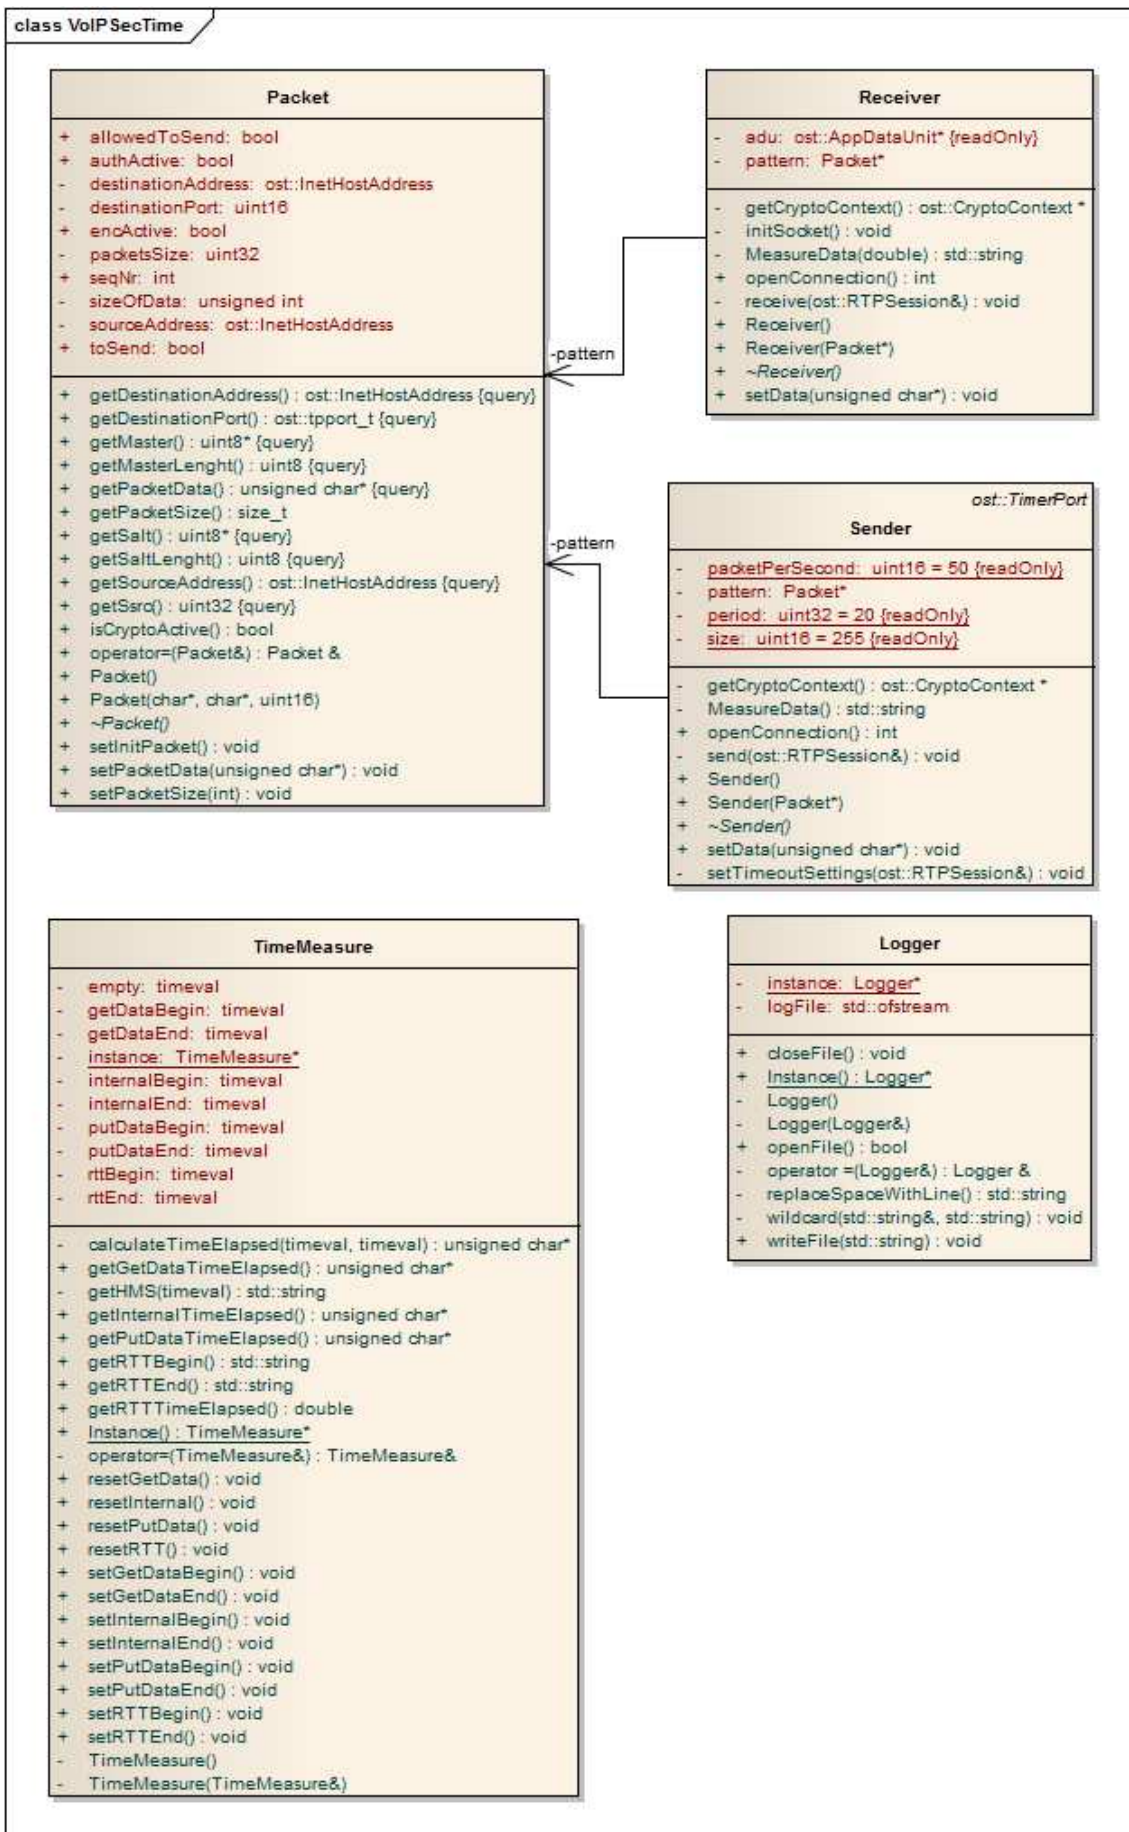 class VoIPSecTime
Packet
+ allowedToSend: bool
+ authActive: bool
- destinationAddress: ost::InetHostAddress
- destinationPort: uint16
+ encActive: bool
- packetsSize: uint32
+ seqNr: int
- sizeOfData: unsigned int
- sourceAddress: ost::InetHostAddress
+ toSend: bool
+ getDestinationAddress() : ost::InetHostAddress {query}
+ getDestinationPort() : ost::tpport_t {query}
+ getMaster() : uint8* {query}
+ getMasterLenght() : uint8 {query}
+ getPacketData() : unsigned char* {query}
+ getPacketSize() : size_t
+ getSalt() : uint8* {query}
+ getSaltLenght() : uint8 {query}
+ getSourceAddress() : ost::InetHostAddress {query}
+ getSsrc() : uint32 {query}
+ isCryptoActive() : bool
+ operator=(Packet&) : Packet &
+ Packet()
+ Packet(char*, char*, uint16)
+ ~Packet()
+ setInitPacket() : void
+ setPacketData(unsigned char*) : void
+ setPacketSize(int) : void
Receiver
- adu: ost::AppDataUnit* {readOnly}
- pattern: Packet*
- getCryptoContext() : ost::CryptoContext *
- initSocket() : void
- MeasureData(double) : std::string
+ openConnection() : int
- receive(ost::RTPSession&) : void
+ Receiver()
+ Receiver(Packet*)
+ ~Receiver()
+ setData(unsigned char*) : void
-pattern
-pattern
ost::TimerPort
Sender
- packetPerSecond: uint16 = 50 {readOnly}
- pattern: Packet*
- period: uint32 = 20 {readOnly}
- size: uint16 = 255 {readOnly}
- getCryptoContext() : ost::CryptoContext *
- MeasureData() : std::string
+ openConnection() : int
- send(ost::RTPSession&) : void
+ Sender()
+ Sender(Packet*)
+ ~Sender()
+ setData(unsigned char*) : void
- setTimeoutSettings(ost::RTPSession&) : void
TimeMeasure
- empty: timeval
- getDataBegin: timeval
- getDataEnd: timeval
- instance: TimeMeasure*
- internalBegin: timeval
- internalEnd: timeval
- putDataBegin: timeval
- putDataEnd: timeval
- rttBegin: timeval
- rttEnd: timeval
- calculateTimeElapsed(timeval, timeval) : unsigned char*
+ getGetDataTimeElapsed() : unsigned char*
- getHMS(timeval) : std::string
+ getInternalTimeElapsed() : unsigned char*
+ getPutDataTimeElapsed() : unsigned char*
+ getRTTBegin() : std::string
+ getRTTEnd() : std::string
+ getRTTTimeElapsed() : double
+ Instance() : TimeMeasure*
- operator=(TimeMeasure&) : TimeMeasure&
+ resetGetData() : void
+ resetInternal() : void
+ resetPutData() : void
+ resetRTT() : void
+ setGetDataBegin() : void
+ setGetDataEnd() : void
+ setInternalBegin() : void
+ setInternalEnd() : void
+ setPutDataBegin() : void
+ setPutDataEnd() : void
+ setRTTBegin() : void
+ setRTTEnd() : void
- TimeMeasure()
- TimeMeasure(TimeMeasure&)
Logger
- instance: Logger*
- logFile: std::ofstream
+ closeFile() : void
+ Instance() : Logger*
- Logger()
- Logger(Logger&)
+ openFile() : bool
- operator =(Logger&) : Logger &
- replaceSpaceWithLine() : std::string
- wildcard(std::string&, std::string) : void
+ writeFile(std::string) : void